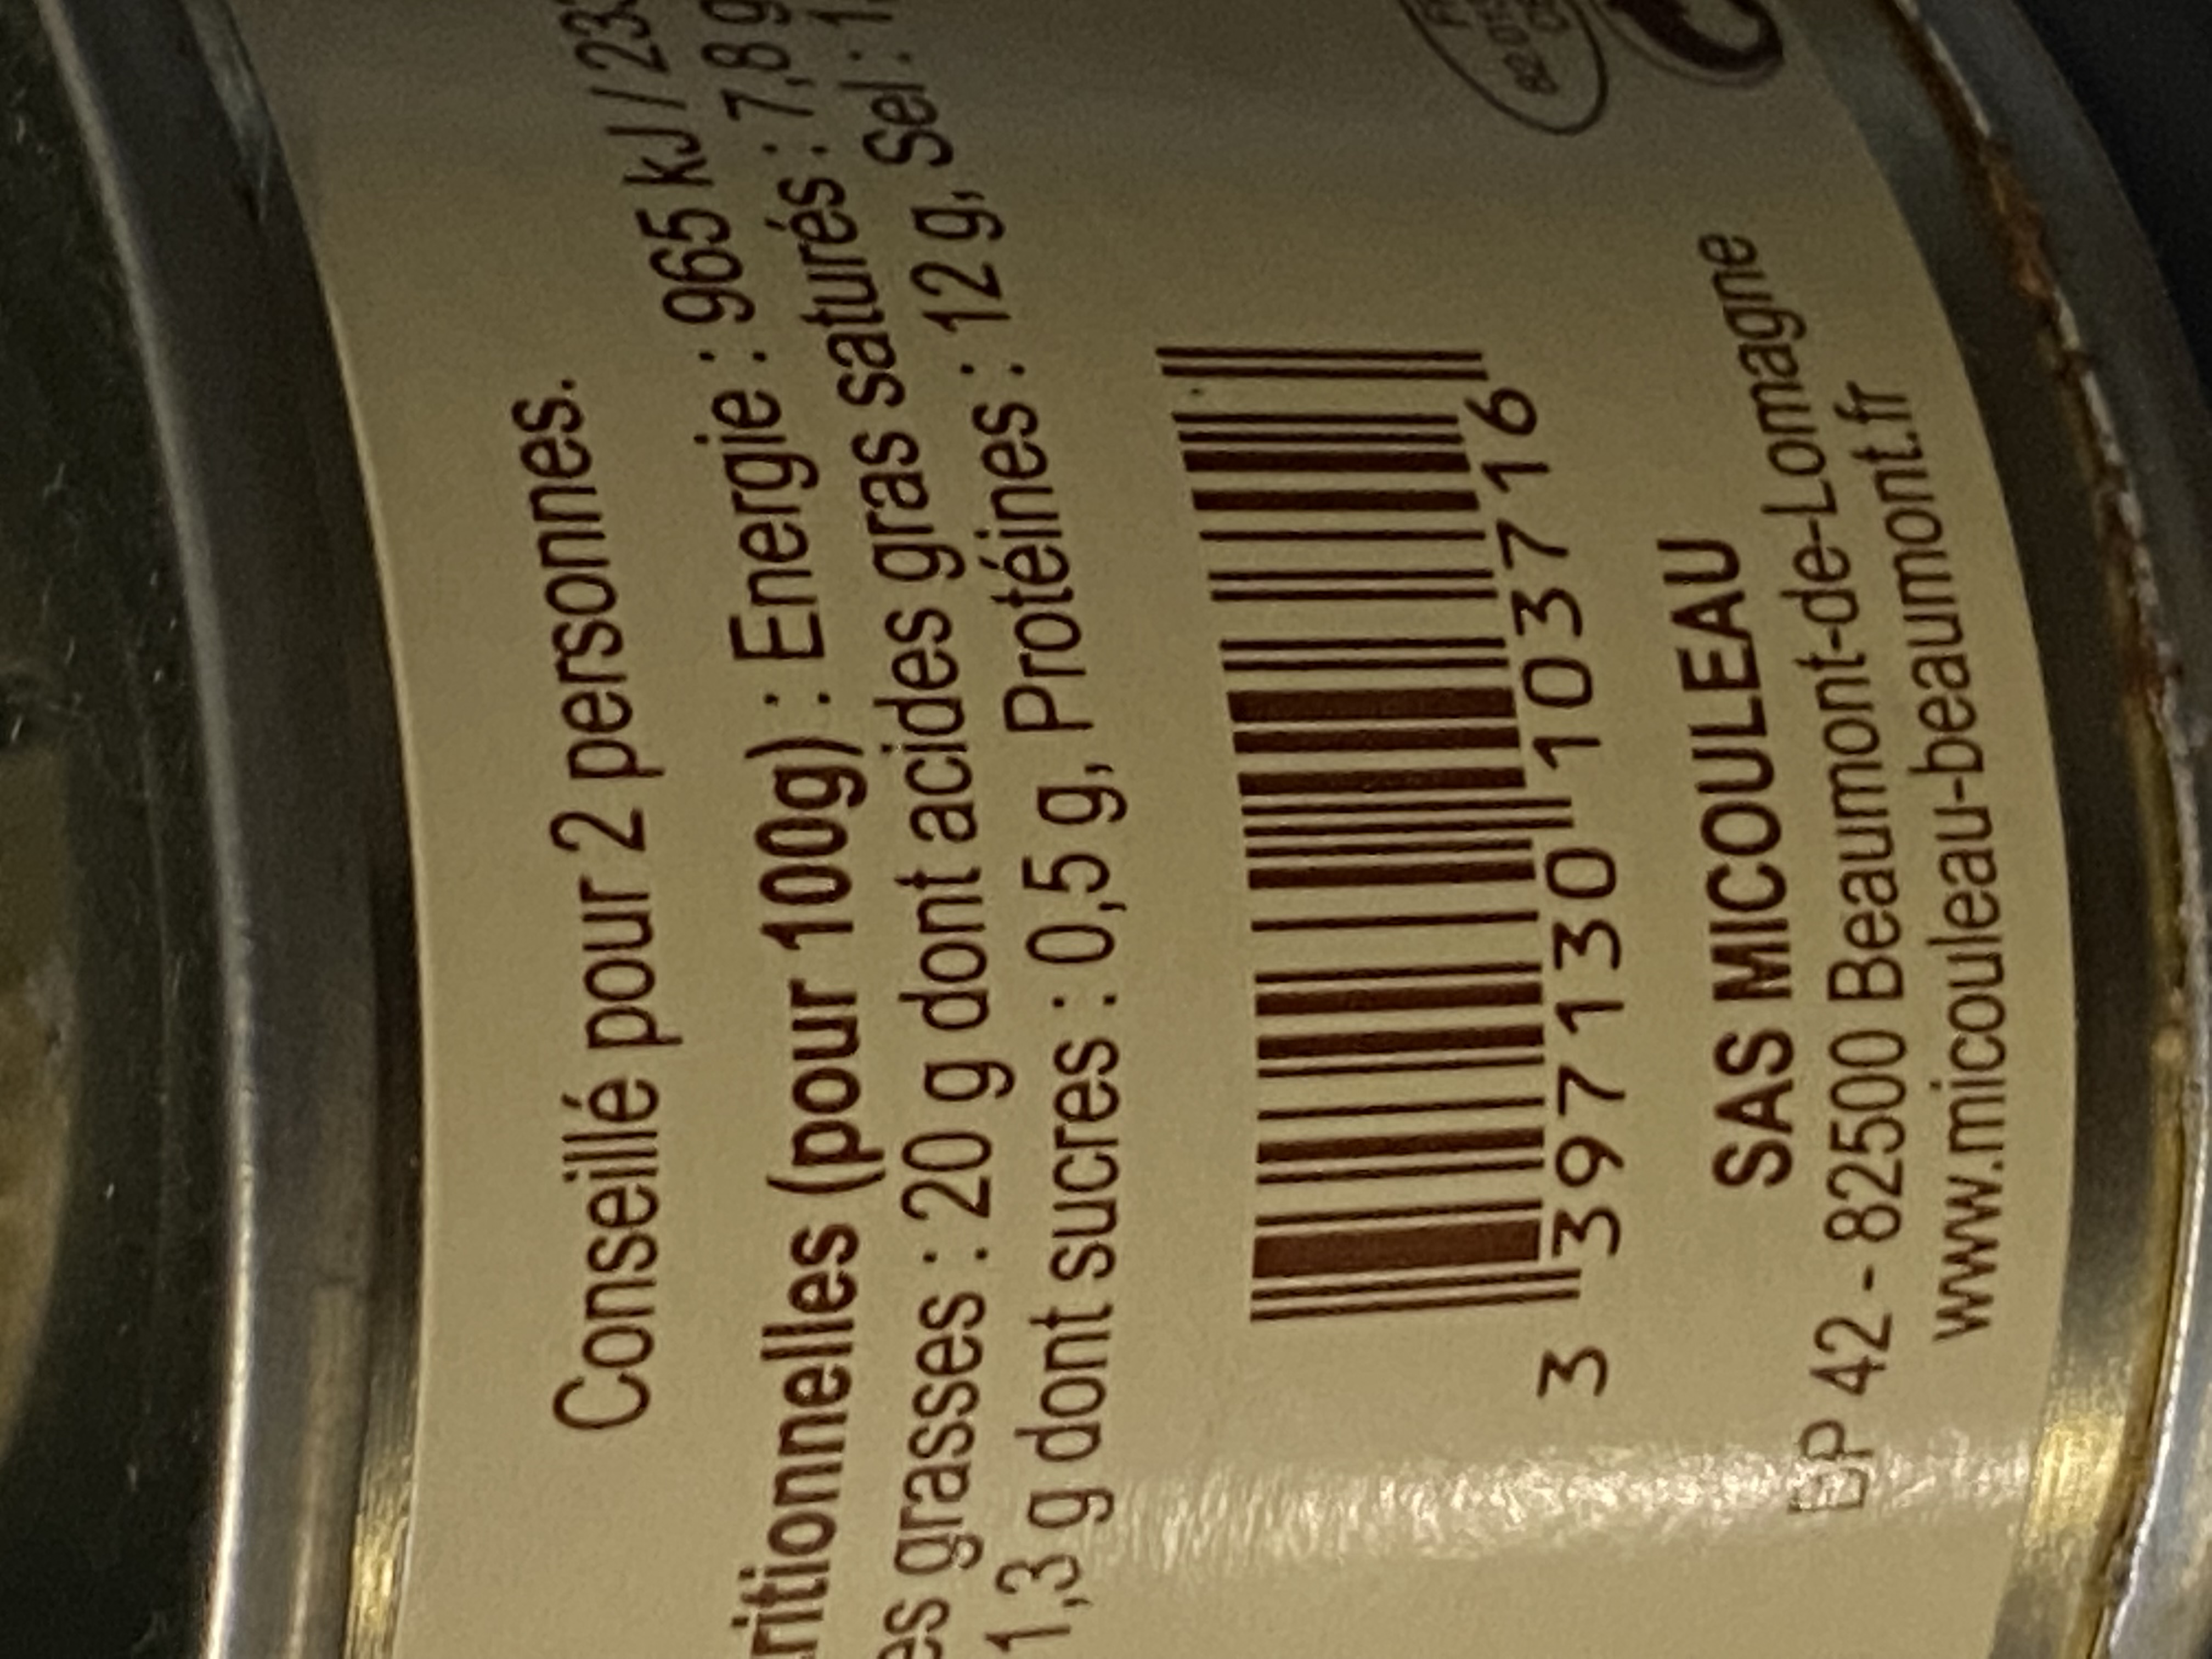 Conseillé pour 2 personnes.
(pour 100g) : Energie : 965 kJ /
grasses : 20 g dont acides gras saturés : 7,8 g
1,3 g dont sucres : 0,5 g, Protéines : 12 g, Sel :
3 397130 103716
SAS MICOULEAU
BP 42 - 82500 Beaumont-de-Lomagne
www.micouleau-beaumont.fr